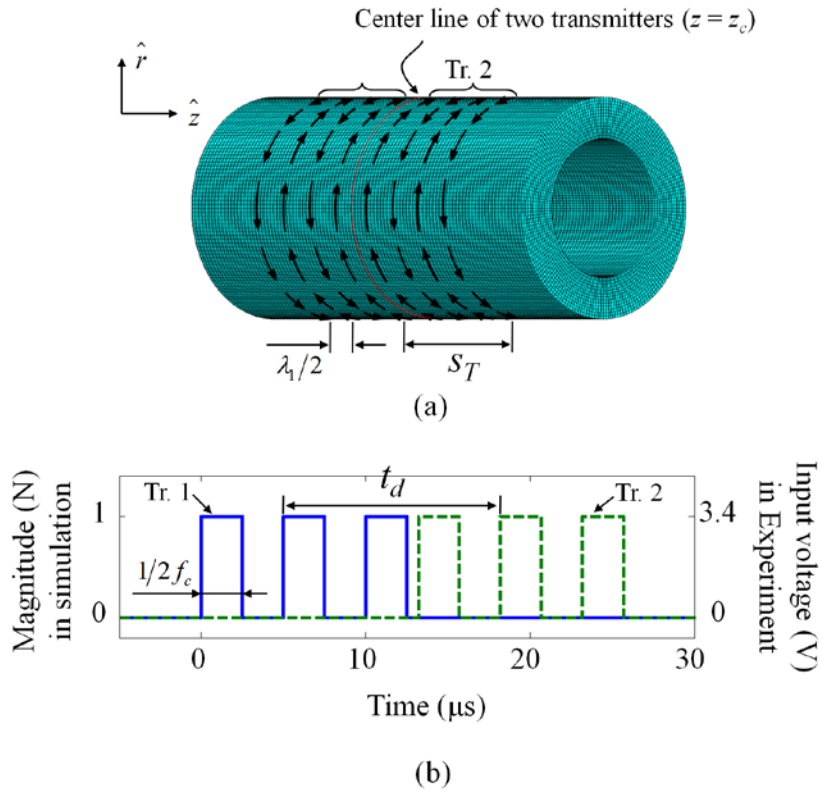 Center line of two transmitters (z = z_c)
r̂
ẑ
Tr. 2
λ₁/2
s_T
(a)
Magnitude (N)
in simulation
Input voltage (V)
in Experiment
1
0
3.4
0
Tr. 1
t_d
Tr. 2
1/2 f_c
0
10
20
30
Time (μs)
(b)